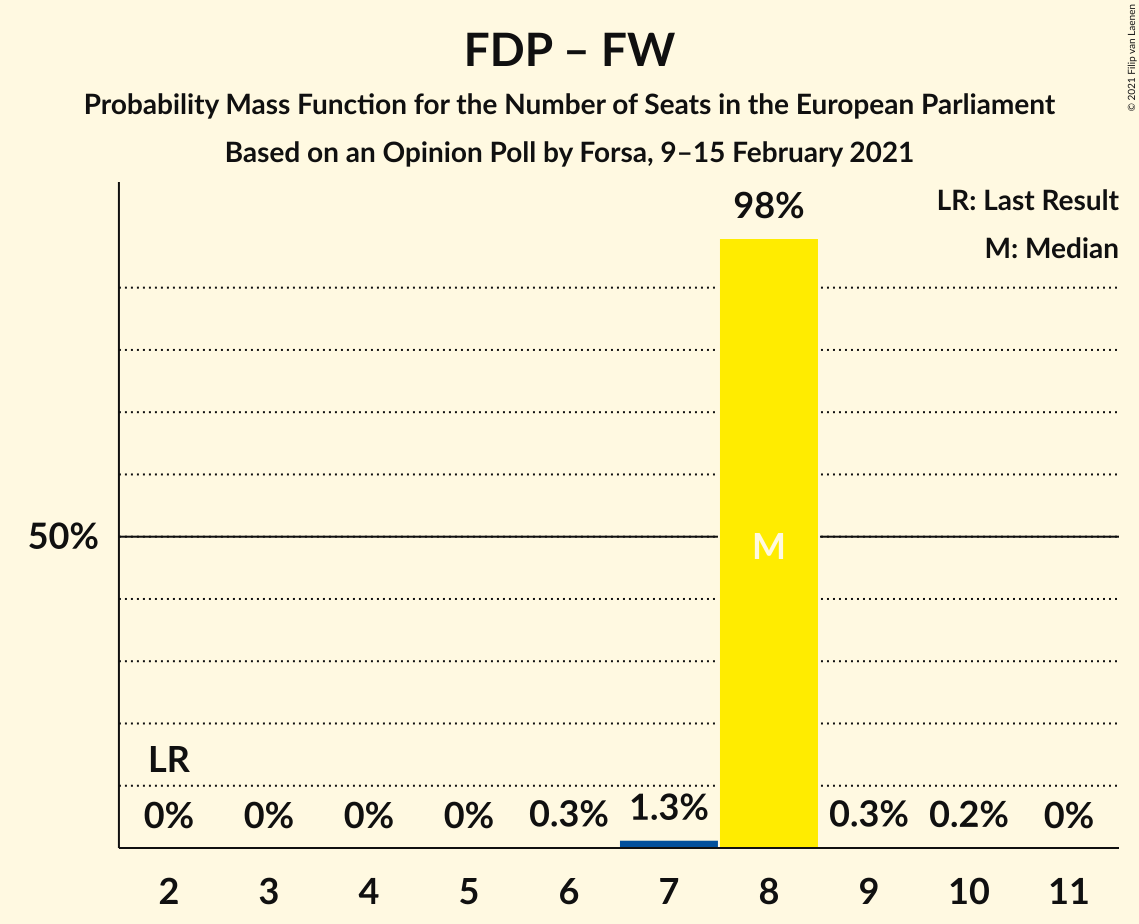 FDP – FW
Probability Mass Function for the Number of Seats in the European Parliament
Based on an Opinion Poll by Forsa, 9–15 February 2021
© 2021 Filip van Laenen
LR: Last Result
M: Median
98%
50%
M
LR
0% 0% 0% 0% 0.3% 1.3% 0.3% 0.2% 0%
2 3 4 5 6 7 8 9 10 11